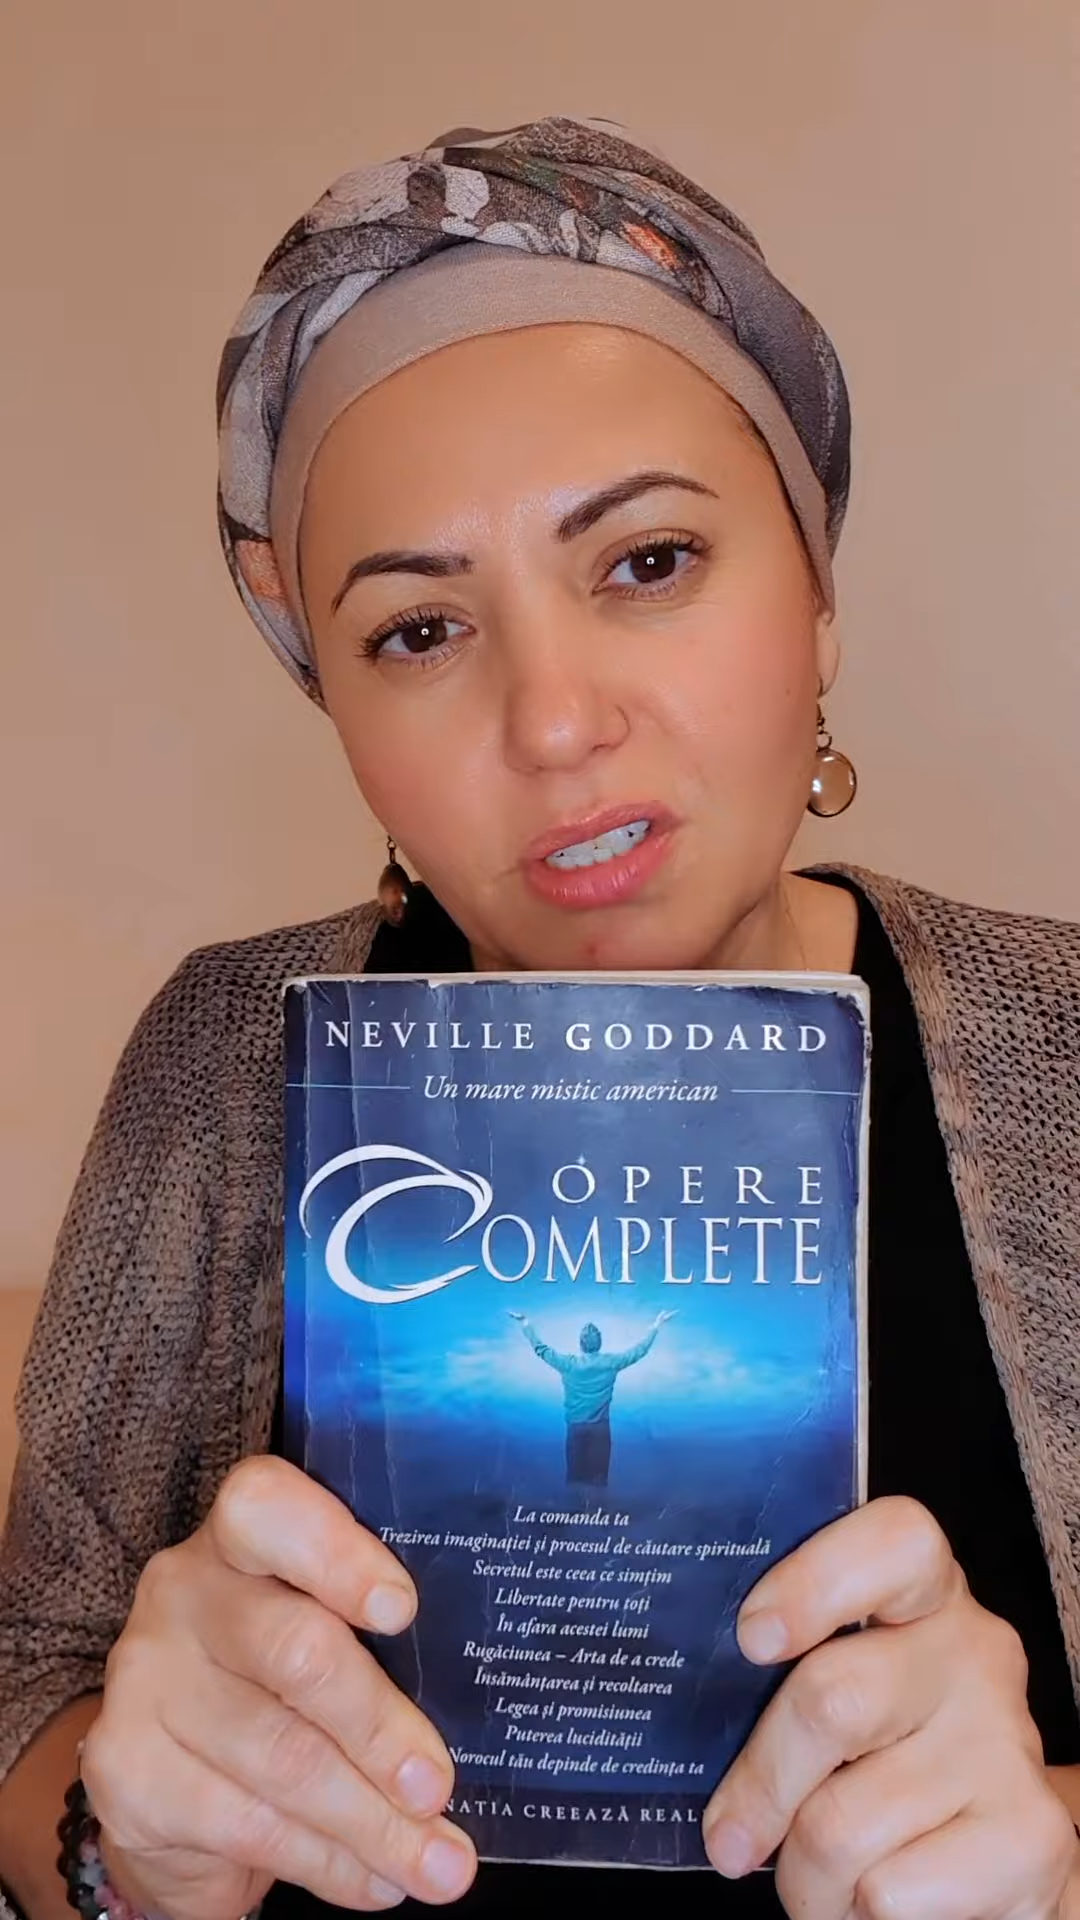 NEVILLE GODDARD
Un mare mistic american
OPERE
COMPLETE
La comanda ta
Trezirea imaginației și procesul de căutare spirituală
Secretul este ceea ce simțim
Libertate pentru toți
În afara acestei lumi
Rugăciunea – Arta de a crede
Însămânțarea și recoltarea
Legea și promisiunea
Puterea lucidității
Norocul tău depinde de credința ta
CREEAZĂ